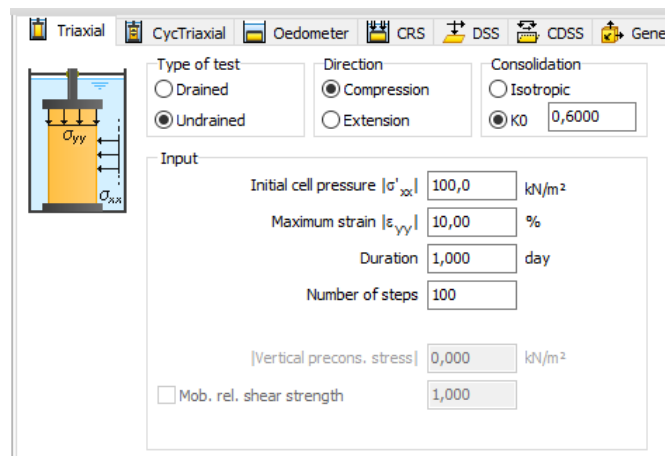 Triaxial CycTriaxial Oedometer CRS DSS CDSS Gene
Type of test Direction Consolidation
Drained Compression Isotropic
Undrained Extension K0 0,6000
σyy
σxx
Input
Initial cell pressure |σ'xx| 100,0 kN/m²
Maximum strain |εyy| 10,00 %
Duration 1,000 day
Number of steps 100
|Vertical precons. stress| 0,000 kN/m²
Mob. rel. shear strength 1,000